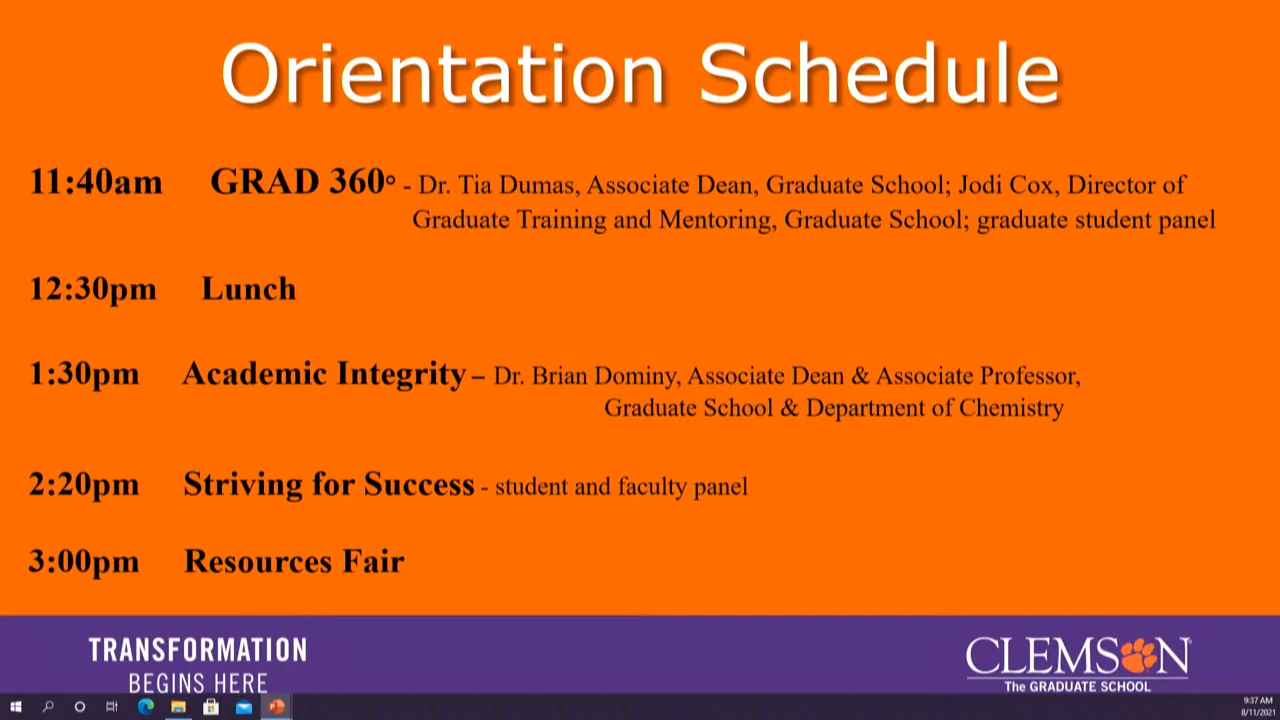 Orientation Schedule
11:40am GRAD 360° - Dr. Tia Dumas, Associate Dean, Graduate School; Jodi Cox, Director of
Graduate Training and Mentoring, Graduate School; graduate student panel
12:30pm Lunch
1:30pm Academic Integrity – Dr. Brian Dominy, Associate Dean & Associate Professor,
Graduate School & Department of Chemistry
2:20pm Striving for Success - student and faculty panel
3:00pm Resources Fair
TRANSFORMATION
BEGINS HERE
CLEMSON®
The GRADUATE SCHOOL
9:37 AM
8/11/2021